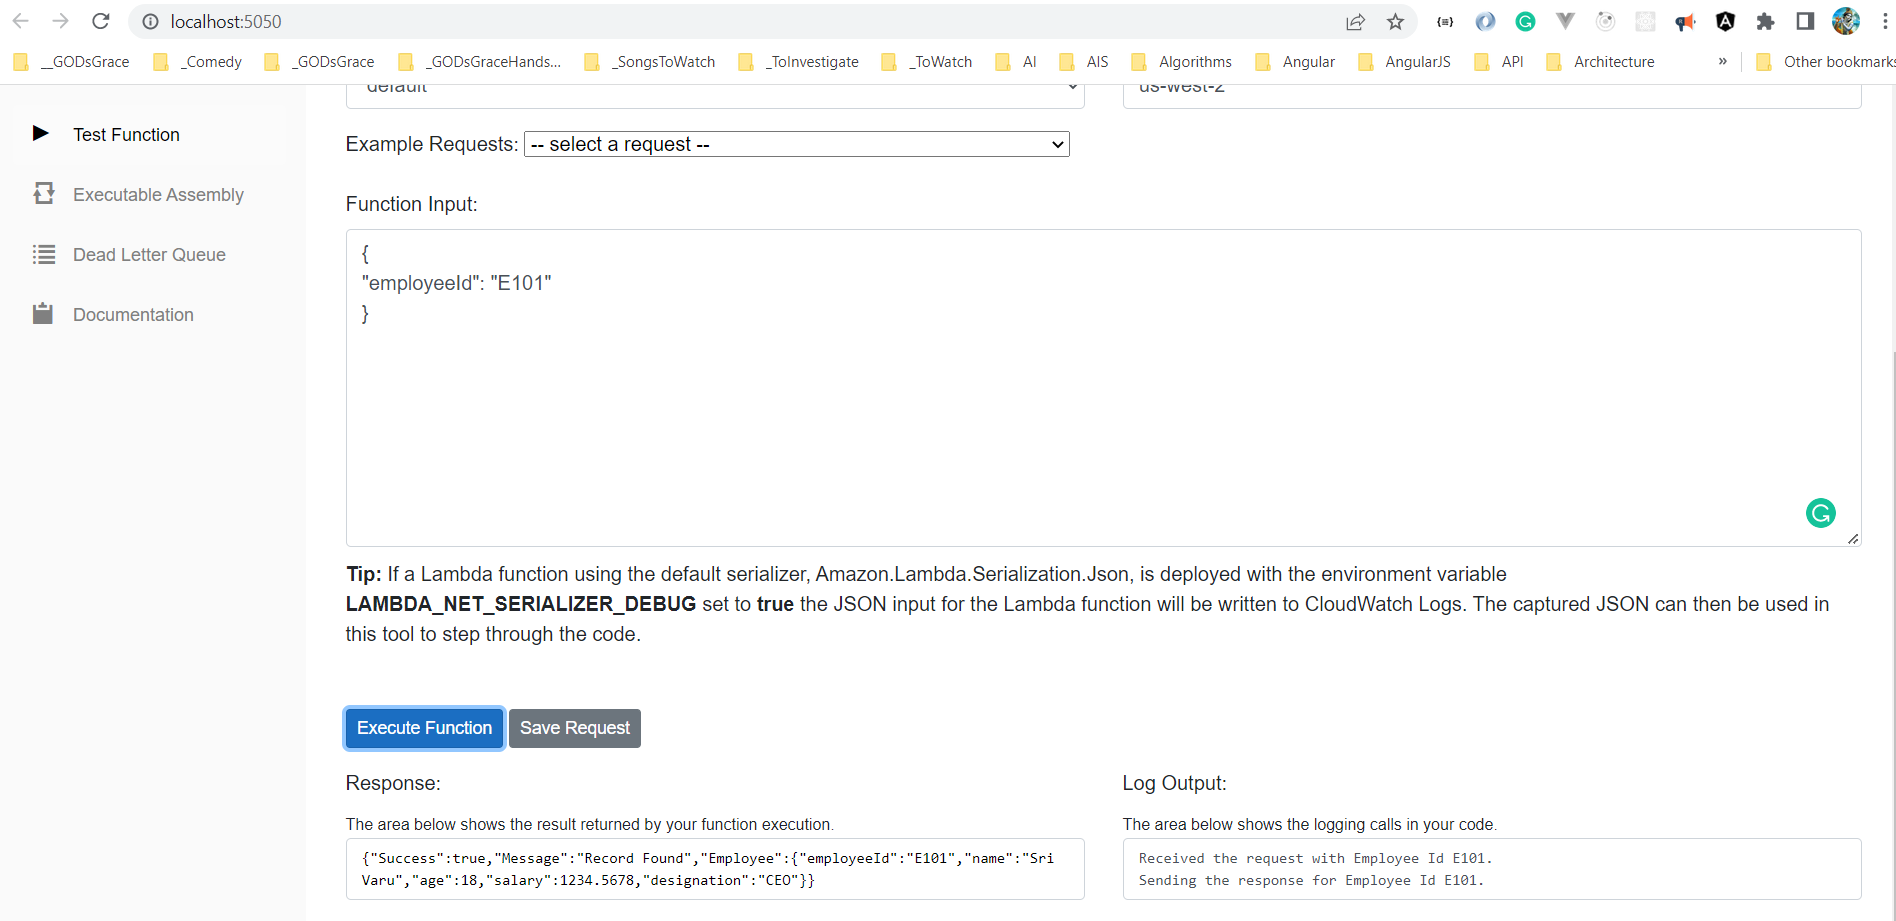 localhost:5050
__GODsGrace _Comedy _GODsGrace _GODsGraceHands... _SongsToWatch _ToInvestigate _ToWatch AI AIS Algorithms Angular AngularJS API Architecture » Other bookmarks
default us-west-2
Test Function
Executable Assembly
Dead Letter Queue
Documentation
Example Requests: -- select a request --
Function Input:
{
"employeeId": "E101"
}
Tip: If a Lambda function using the default serializer, Amazon.Lambda.Serialization.Json, is deployed with the environment variable
LAMBDA_NET_SERIALIZER_DEBUG set to true the JSON input for the Lambda function will be written to CloudWatch Logs. The captured JSON can then be used in
this tool to step through the code.
Execute Function Save Request
Response:
The area below shows the result returned by your function execution.
{"Success":true,"Message":"Record Found","Employee":{"employeeId":"E101","name":"Sri
Varu","age":18,"salary":1234.5678,"designation":"CEO"}}
Log Output:
The area below shows the logging calls in your code.
Received the request with Employee Id E101.
Sending the response for Employee Id E101.